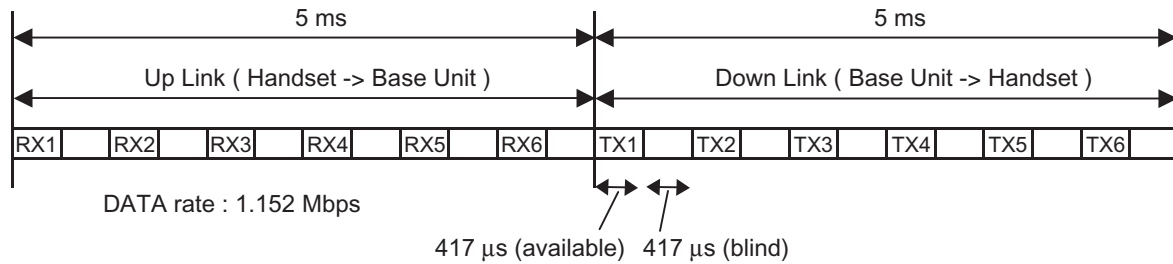 5 ms 5 ms
Up Link ( Handset -> Base Unit ) Down Link ( Base Unit -> Handset )
RX1 RX2 RX3 RX4 RX5 RX6 TX1 TX2 TX3 TX4 TX5 TX6
DATA rate : 1.152 Mbps
417 μs (available) 417 μs (blind)